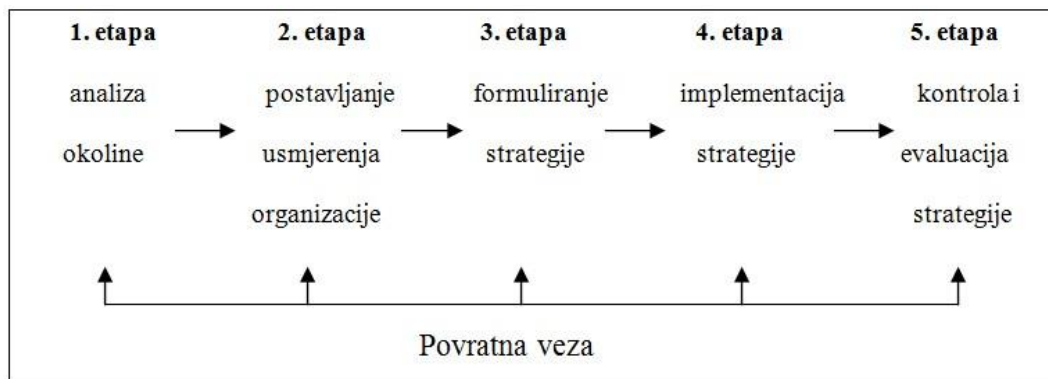 1. etapa 2. etapa 3. etapa 4. etapa 5. etapa
analiza postavljanje formuliranje implementacija kontrola i
okoline usmjerenja strategije strategije evaluacija
organizacije strategije
Povratna veza